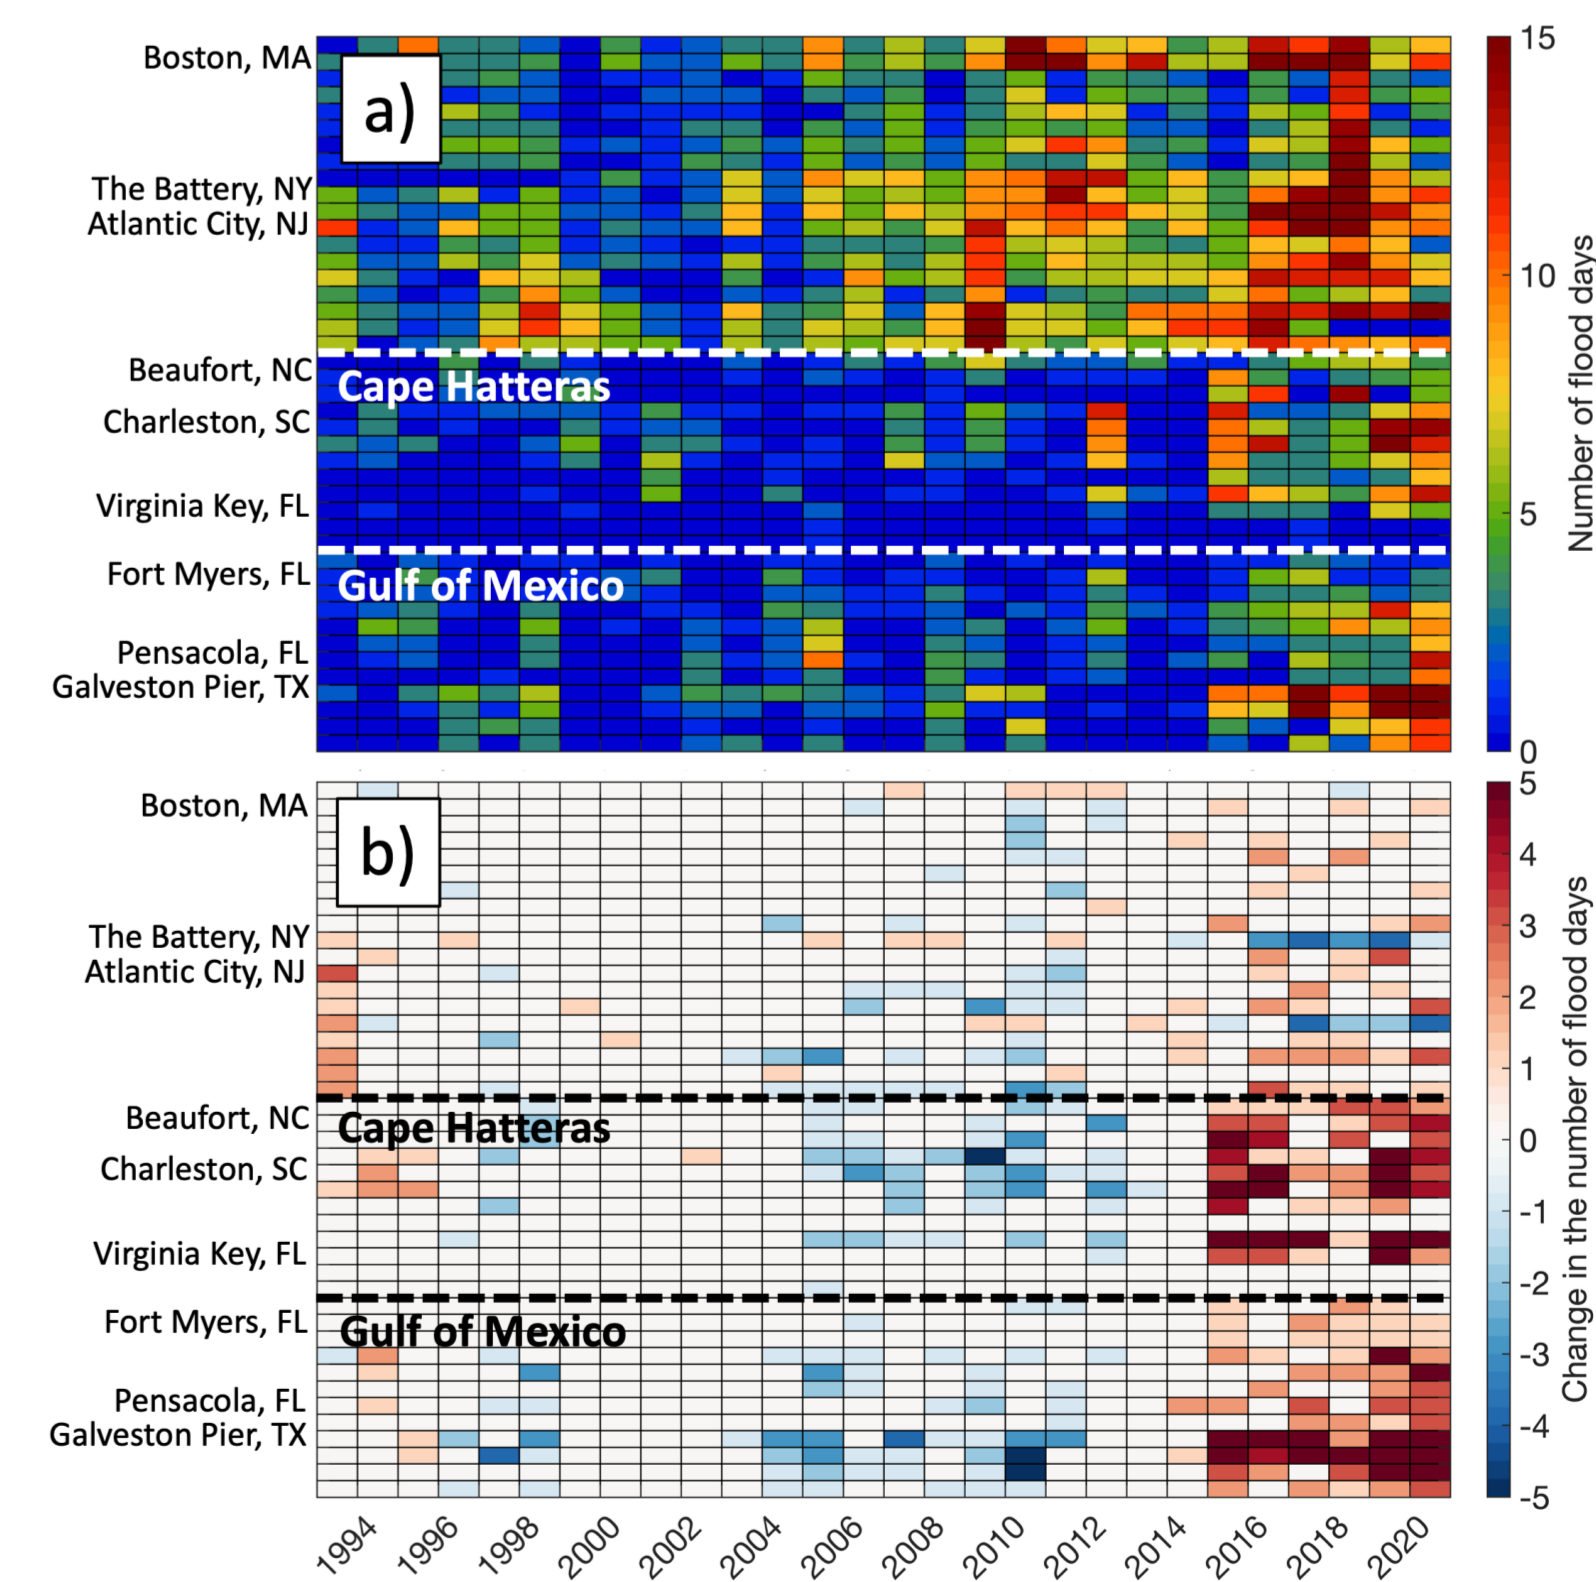 a)
Boston, MA
The Battery, NY
Atlantic City, NJ
Beaufort, NC
Cape Hatteras
Charleston, SC
Virginia Key, FL
Fort Myers, FL
Gulf of Mexico
Pensacola, FL
Galveston Pier, TX
15
10
5
0
Number of flood days
b)
Boston, MA
The Battery, NY
Atlantic City, NJ
Beaufort, NC
Cape Hatteras
Charleston, SC
Virginia Key, FL
Fort Myers, FL
Gulf of Mexico
Pensacola, FL
Galveston Pier, TX
5
4
3
2
1
0
-1
-2
-3
-4
-5
Change in the number of flood days
1994 1996 1998 2000 2002 2004 2006 2008 2010 2012 2014 2016 2018 2020